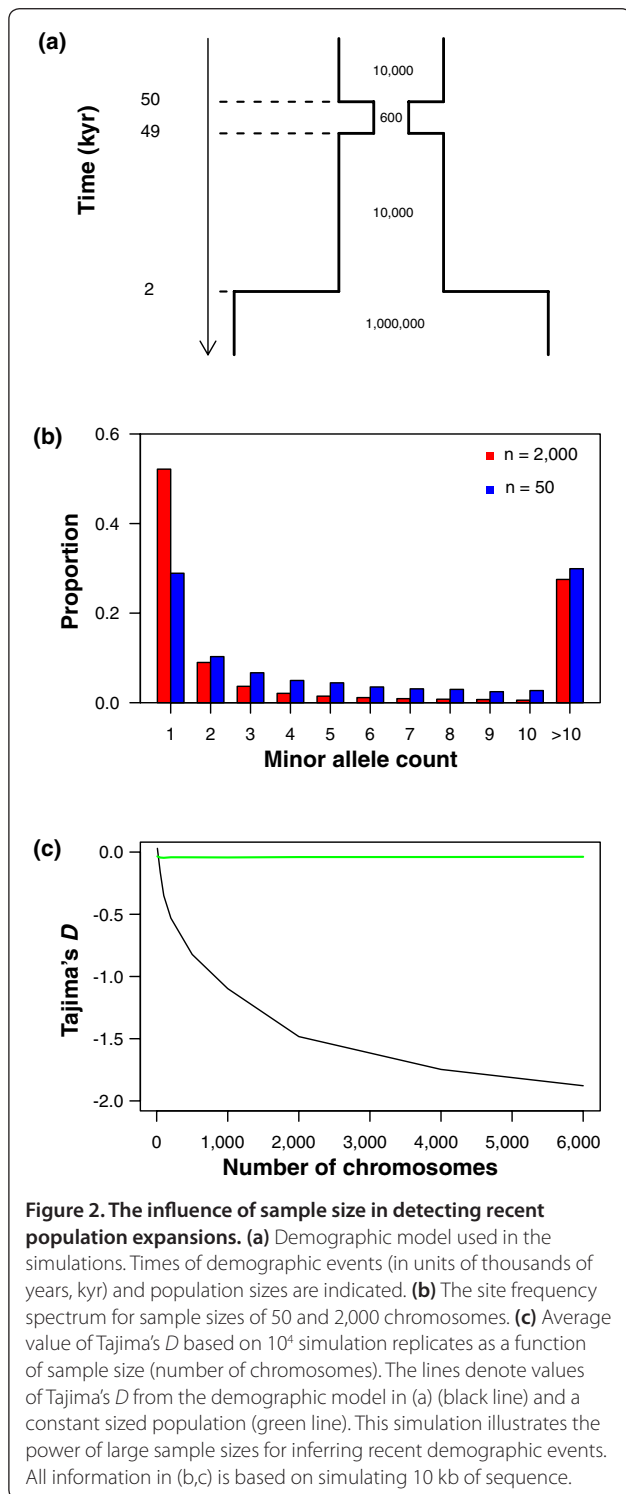 (a)
Time (kyr)
50
49
2
10,000
600
10,000
1,000,000
(b)
Proportion
0.6
0.4
0.2
0.0
n = 2,000
n = 50
1 2 3 4 5 6 7 8 9 10 >10
Minor allele count
(c)
Tajima's D
0.0
-0.5
-1.0
-1.5
-2.0
0 1,000 2,000 3,000 4,000 5,000 6,000
Number of chromosomes
Figure 2. The influence of sample size in detecting recent
population expansions. (a) Demographic model used in the
simulations. Times of demographic events (in units of thousands of
years, kyr) and population sizes are indicated. (b) The site frequency
spectrum for sample sizes of 50 and 2,000 chromosomes. (c) Average
value of Tajima's D based on 10⁴ simulation replicates as a function
of sample size (number of chromosomes). The lines denote values
of Tajima's D from the demographic model in (a) (black line) and a
constant sized population (green line). This simulation illustrates the
power of large sample sizes for inferring recent demographic events.
All information in (b,c) is based on simulating 10 kb of sequence.